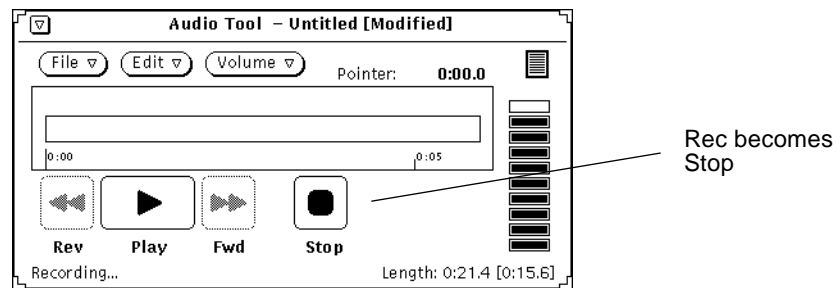 Audio Tool – Untitled [Modified]
File Edit Volume Pointer: 0:00.0
0:00 0:05
Rev Play Fwd Stop
Recording... Length: 0:21.4 [0:15.6]
Rec becomes
Stop